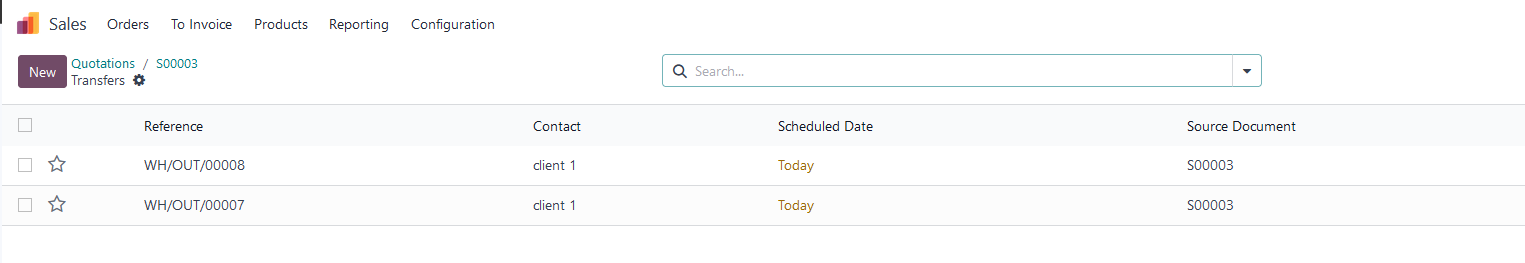 Sales Orders To Invoice Products Reporting Configuration
New Quotations / S00003
Transfers
Search...
Reference Contact Scheduled Date Source Document
WH/OUT/00008 client 1 Today S00003
WH/OUT/00007 client 1 Today S00003